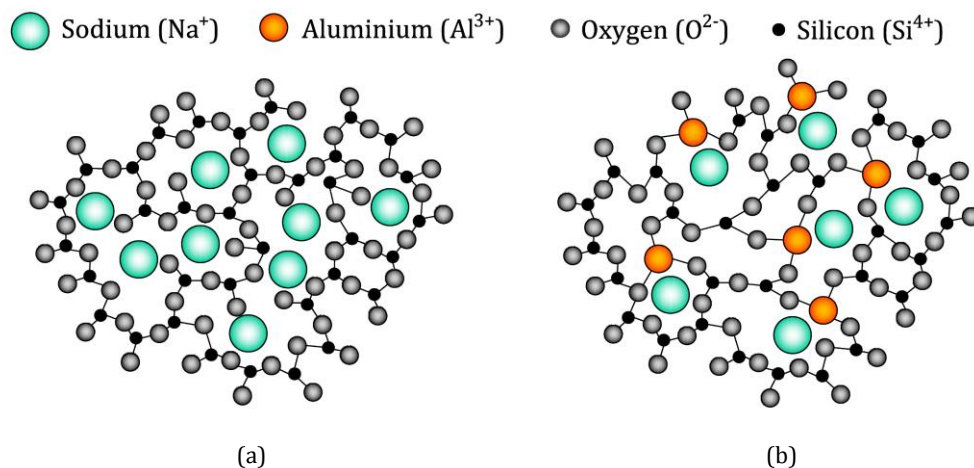 Sodium (Na⁺) Aluminium (Al³⁺) Oxygen (O²⁻) Silicon (Si⁴⁺)
(a) (b)